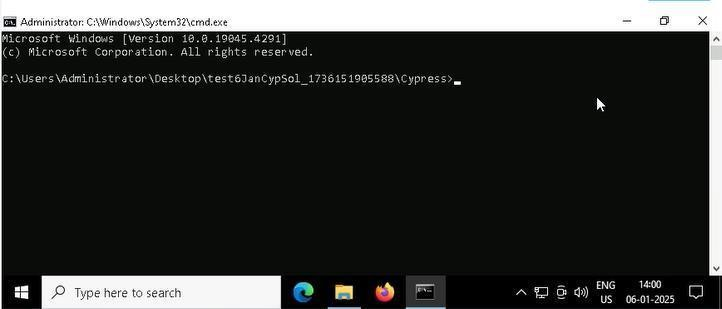 Administrator: C:\Windows\System32\cmd.exe
Microsoft Windows [Version 10.0.19045.4291]
(c) Microsoft Corporation. All rights reserved.
C:\Users\Administrator\Desktop\test6JanCypSol_1736151905588\Cypress>
Type here to search
ENG
US
14:00
06-01-2025